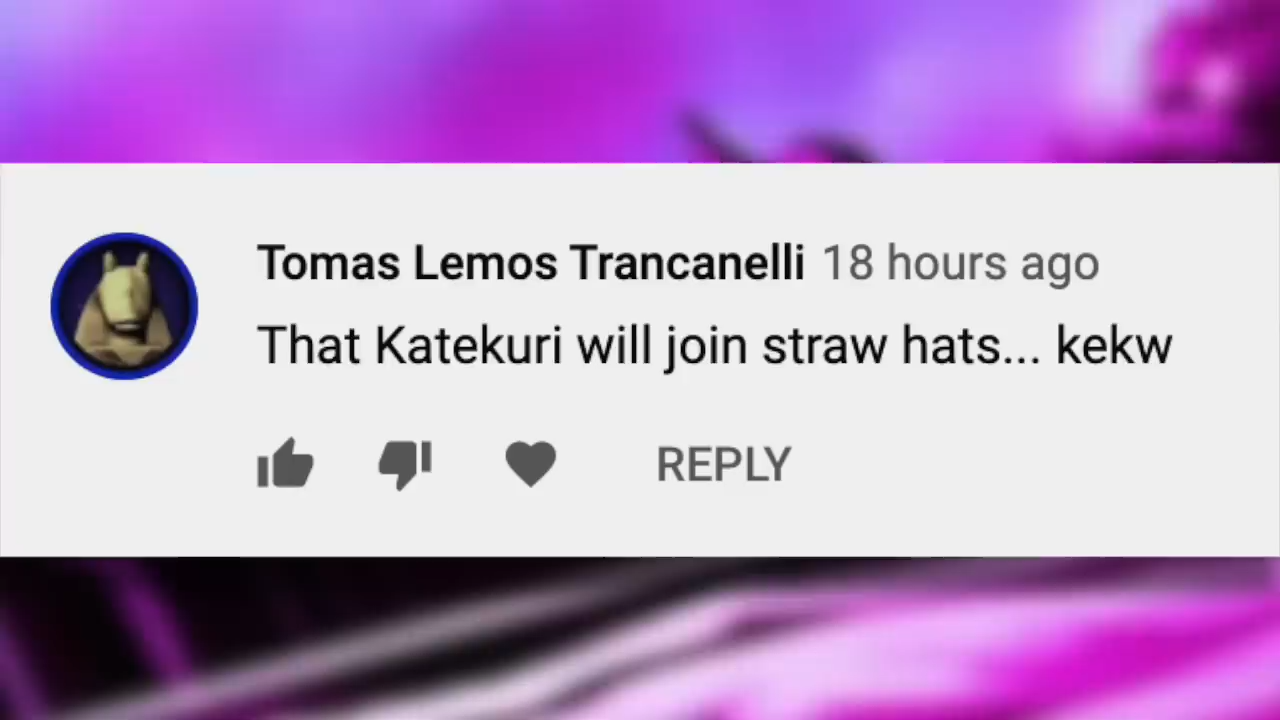 Tomas Lemos Trancanelli 18 hours ago
That Katekuri will join straw hats... kekw
REPLY